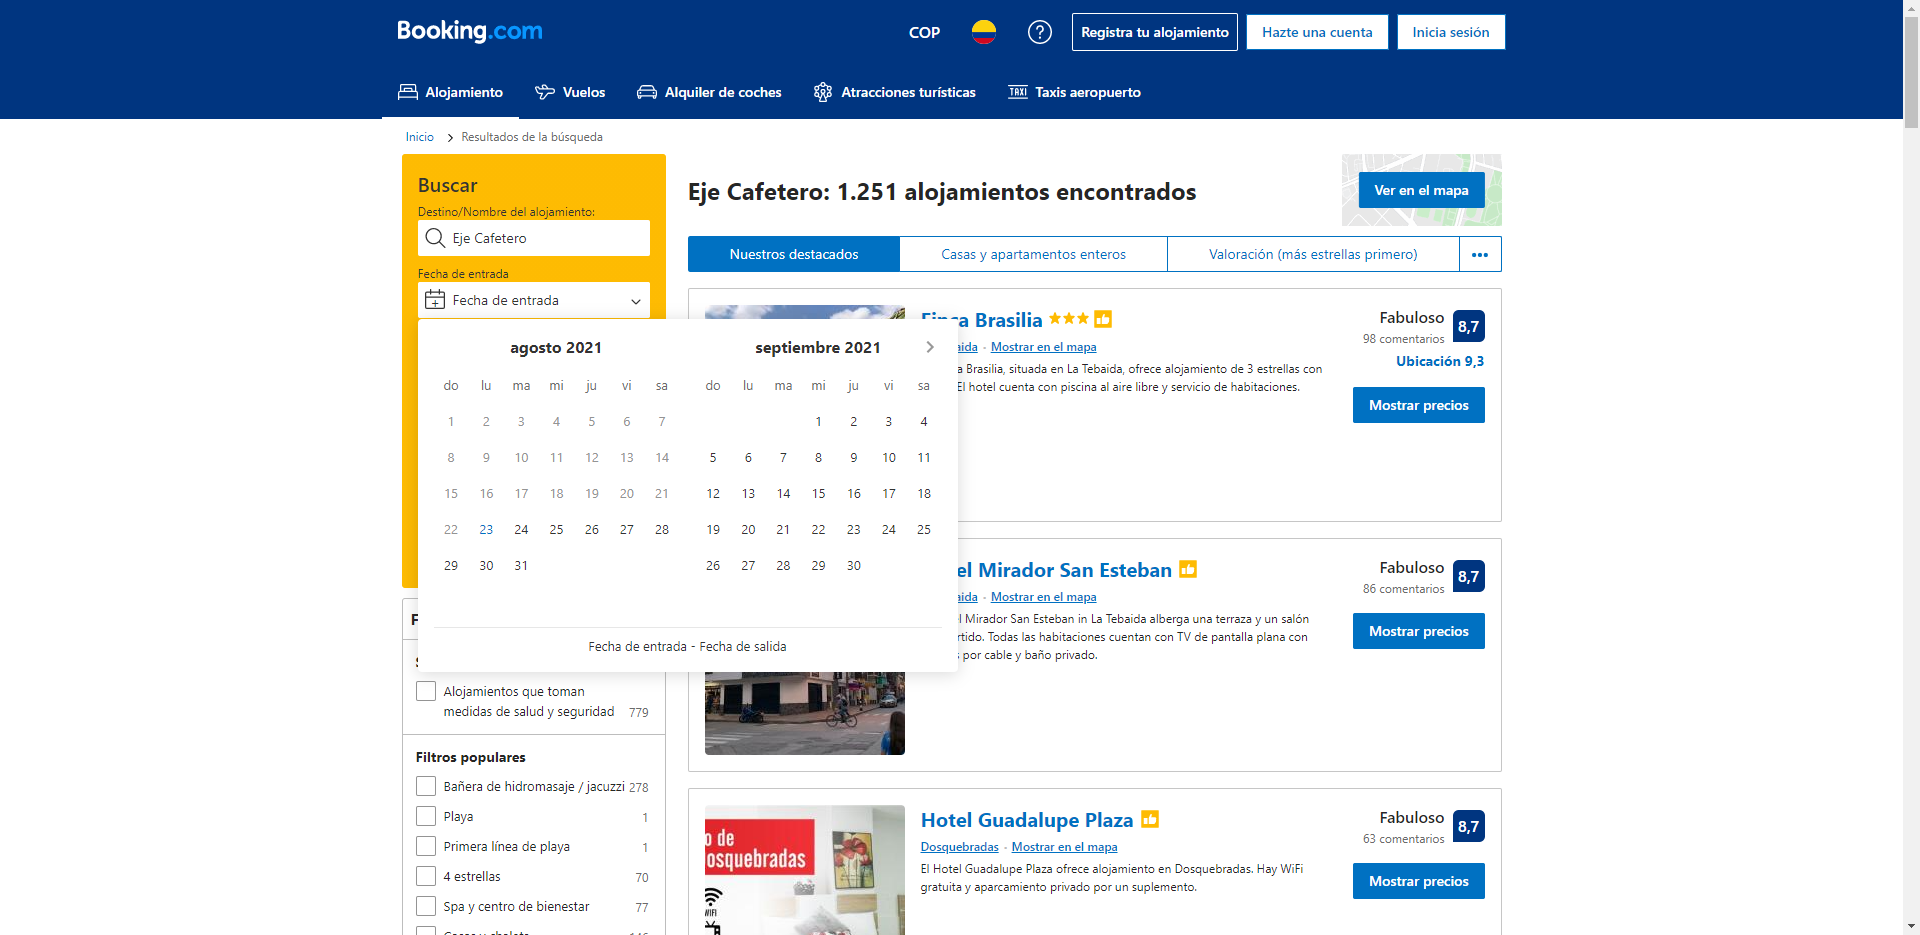 Booking.com
COP
Registra tu alojamiento
Hazte una cuenta
Inicia sesión
Alojamiento
Vuelos
Alquiler de coches
Atracciones turísticas
TAXI Taxis aeropuerto
Inicio
Resultados de la búsqueda
Buscar
Destino/Nombre del alojamiento:
Eje Cafetero
Fecha de entrada
Fecha de entrada
agosto 2021
do lu ma mi ju vi sa
1 2 3 4 5 6 7
8 9 10 11 12 13 14
15 16 17 18 19 20 21
22 23 24 25 26 27 28
29 30 31
septiembre 2021
do lu ma mi ju vi sa
1 2 3 4
5 6 7 8 9 10 11
12 13 14 15 16 17 18
19 20 21 22 23 24 25
26 27 28 29 30
Fecha de entrada - Fecha de salida
Alojamientos que toman
medidas de salud y seguridad 779
Filtros populares
Bañera de hidromasaje / jacuzzi 278
Playa 1
Primera línea de playa 1
4 estrellas 70
Spa y centro de bienestar 77
Eje Cafetero: 1.251 alojamientos encontrados
Ver en el mapa
Nuestros destacados
Casas y apartamentos enteros
Valoración (más estrellas primero)
Finca Brasilia
Mostrar en el mapa
Brasilia, situada en La Tebaida, ofrece alojamiento de 3 estrellas con
El hotel cuenta con piscina al aire libre y servicio de habitaciones.
Fabuloso
98 comentarios
8,7
Ubicación 9,3
Mostrar precios
el Mirador San Esteban
Mostrar en el mapa
el Mirador San Esteban in La Tebaida alberga una terraza y un salón
rtido. Todas las habitaciones cuentan con TV de pantalla plana con
por cable y baño privado.
Fabuloso
86 comentarios
8,7
Mostrar precios
o de
osquebradas
WIFI
Hotel Guadalupe Plaza
Dosquebradas - Mostrar en el mapa
El Hotel Guadalupe Plaza ofrece alojamiento en Dosquebradas. Hay WiFi
gratuita y aparcamiento privado por un suplemento.
Fabuloso
63 comentarios
8,7
Mostrar precios